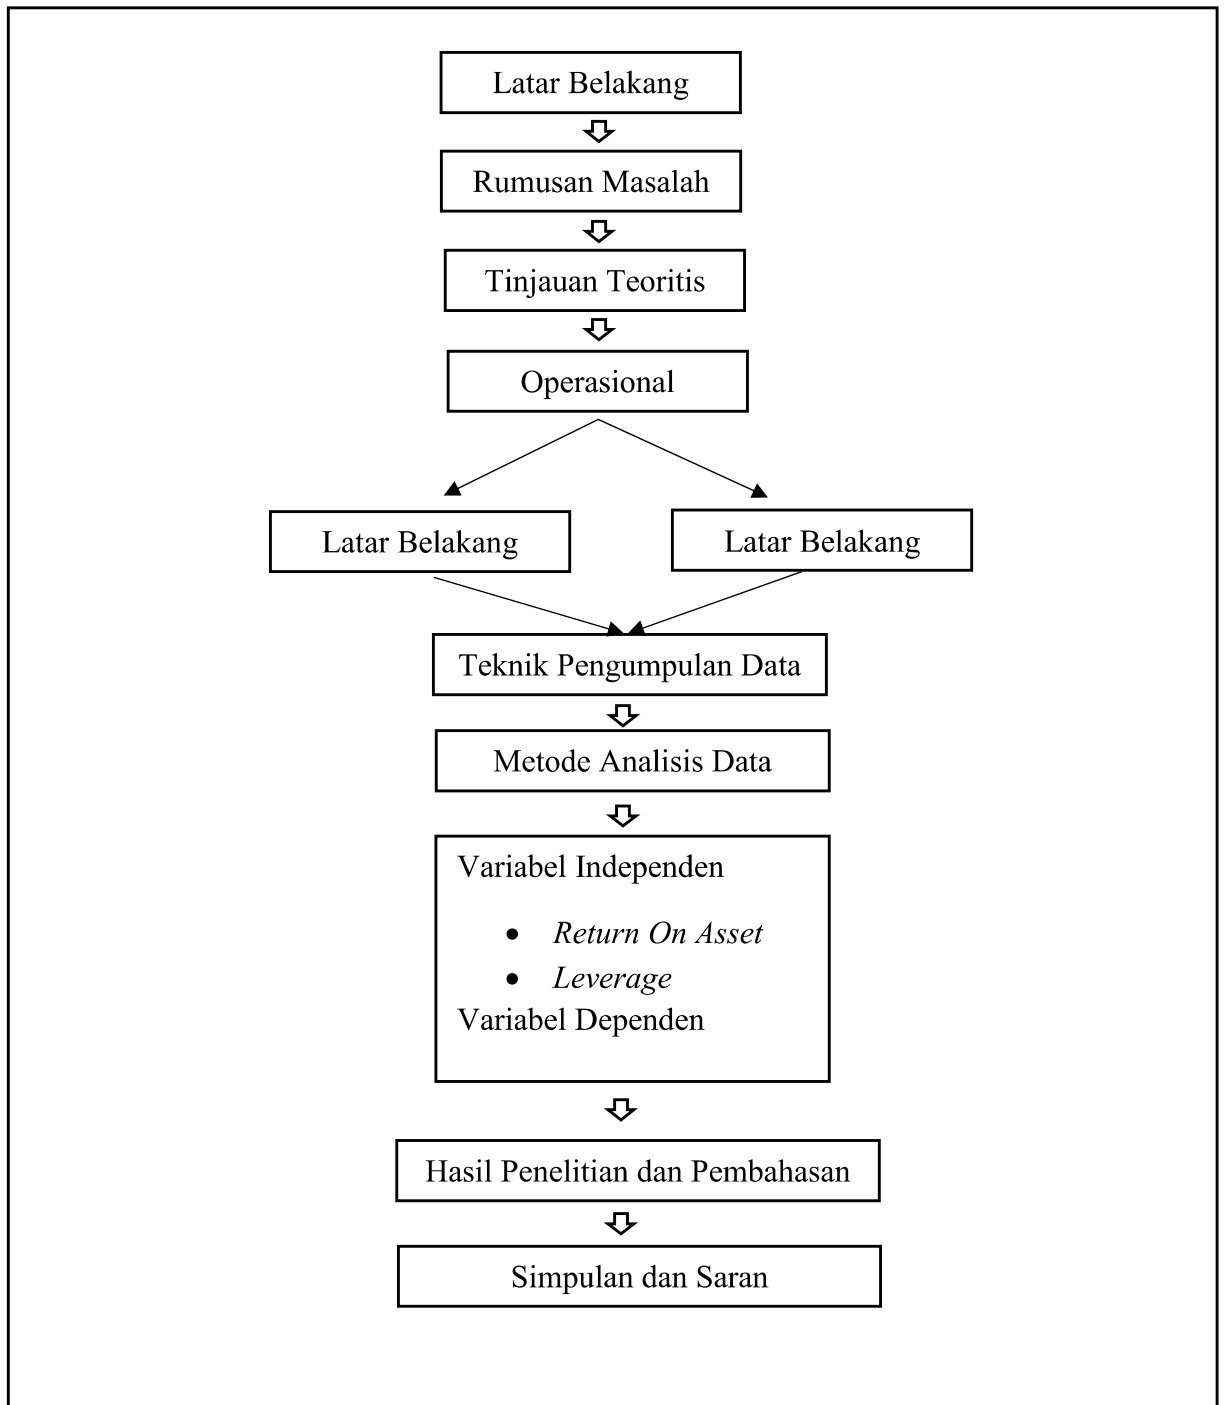 Latar Belakang
Rumusan Masalah
Tinjauan Teoritis
Operasional
Latar Belakang
Latar Belakang
Teknik Pengumpulan Data
Metode Analisis Data
Variabel Independen
• Return On Asset
• Leverage
Variabel Dependen
Hasil Penelitian dan Pembahasan
Simpulan dan Saran